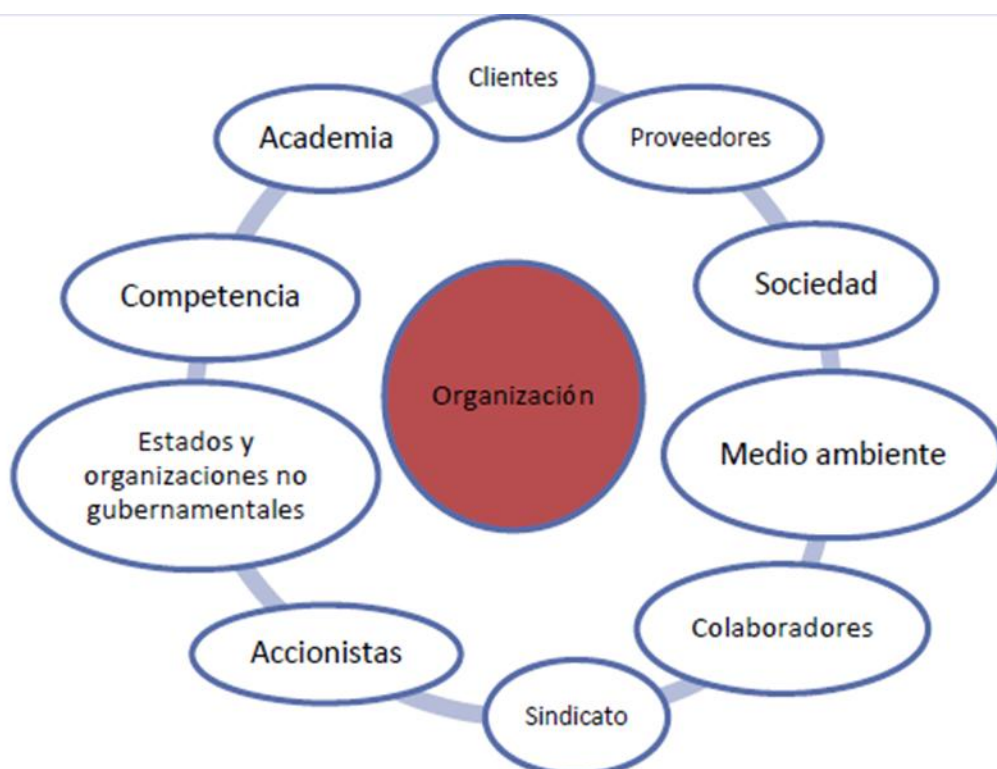 Clientes
Academia
Proveedores
Competencia
Sociedad
Organización
Estados y
organizaciones no
gubernamentales
Medio ambiente
Accionistas
Colaboradores
Sindicato